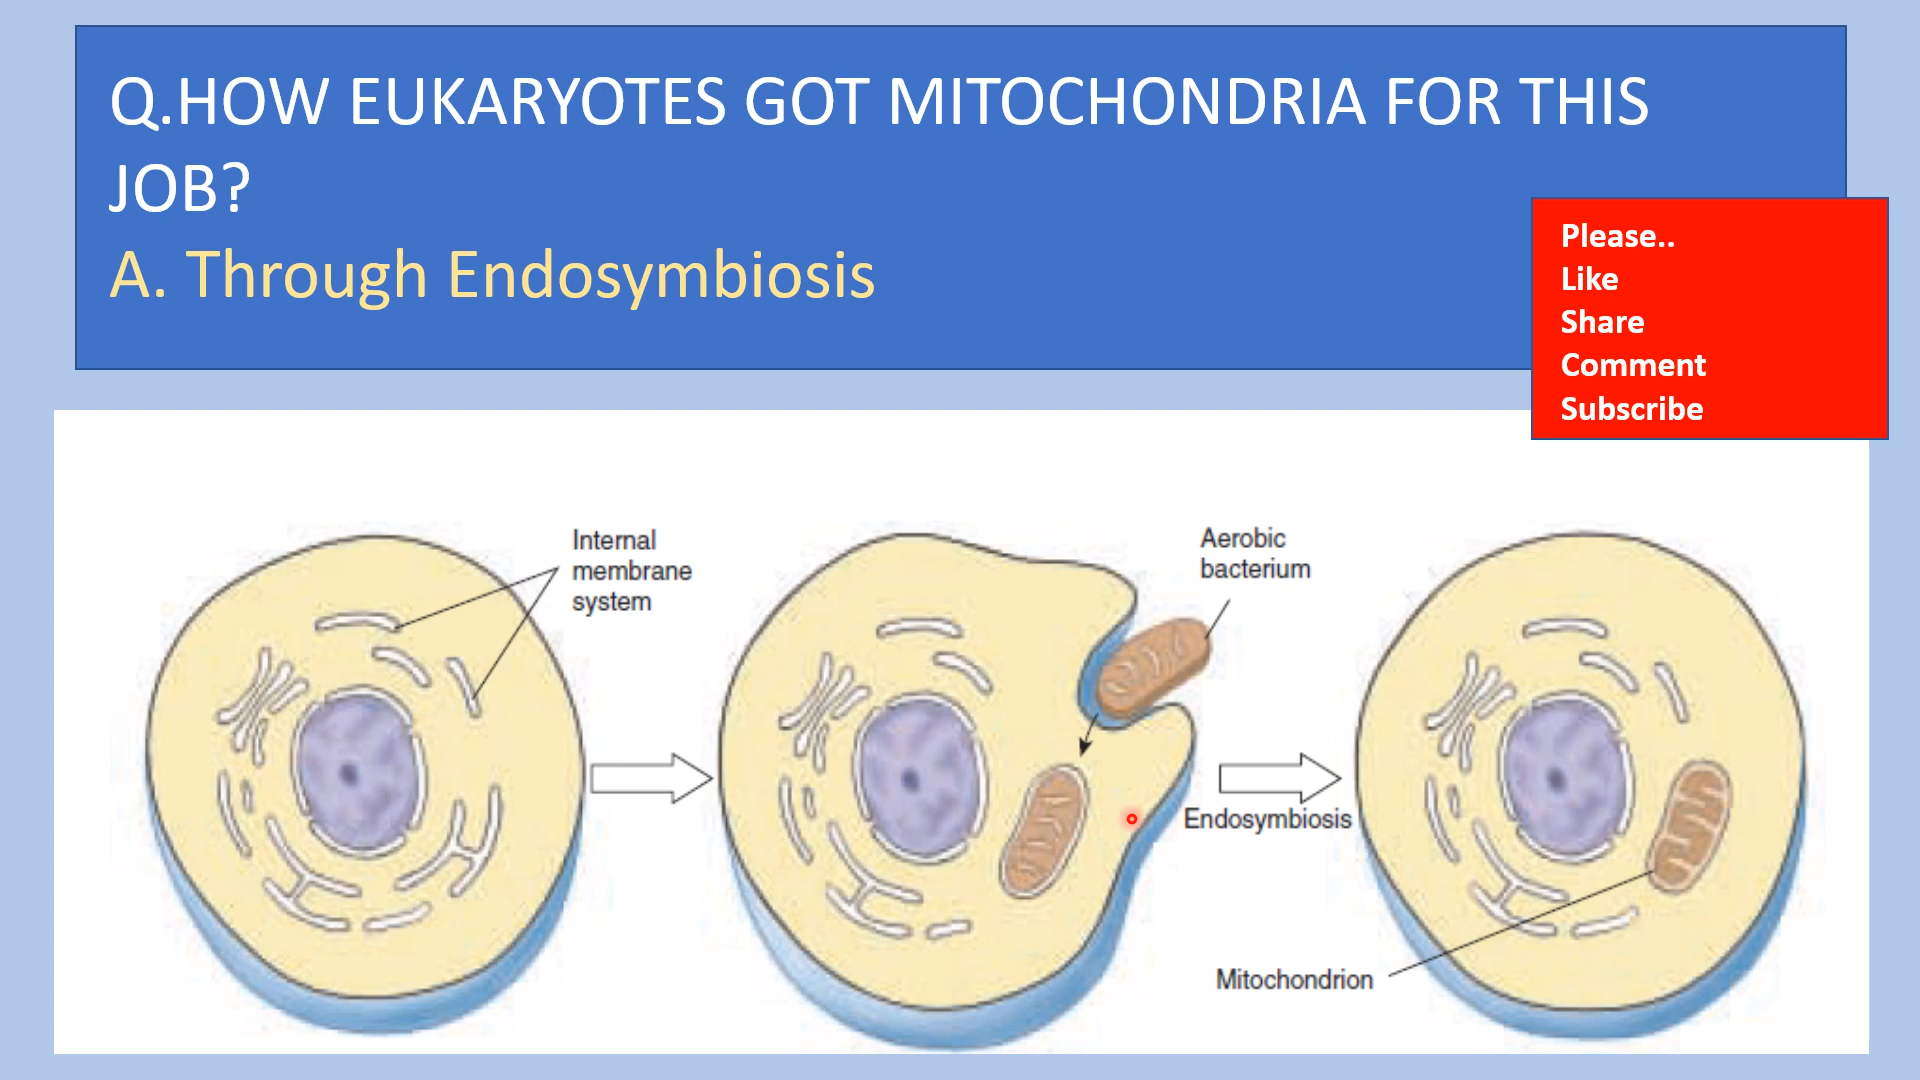 Q.HOW EUKARYOTES GOT MITOCHONDRIA FOR THIS
JOB?
A. Through Endosymbiosis
Please..
Like
Share
Comment
Subscribe
Internal
membrane
system
Aerobic
bacterium
Endosymbiosis
Mitochondrion